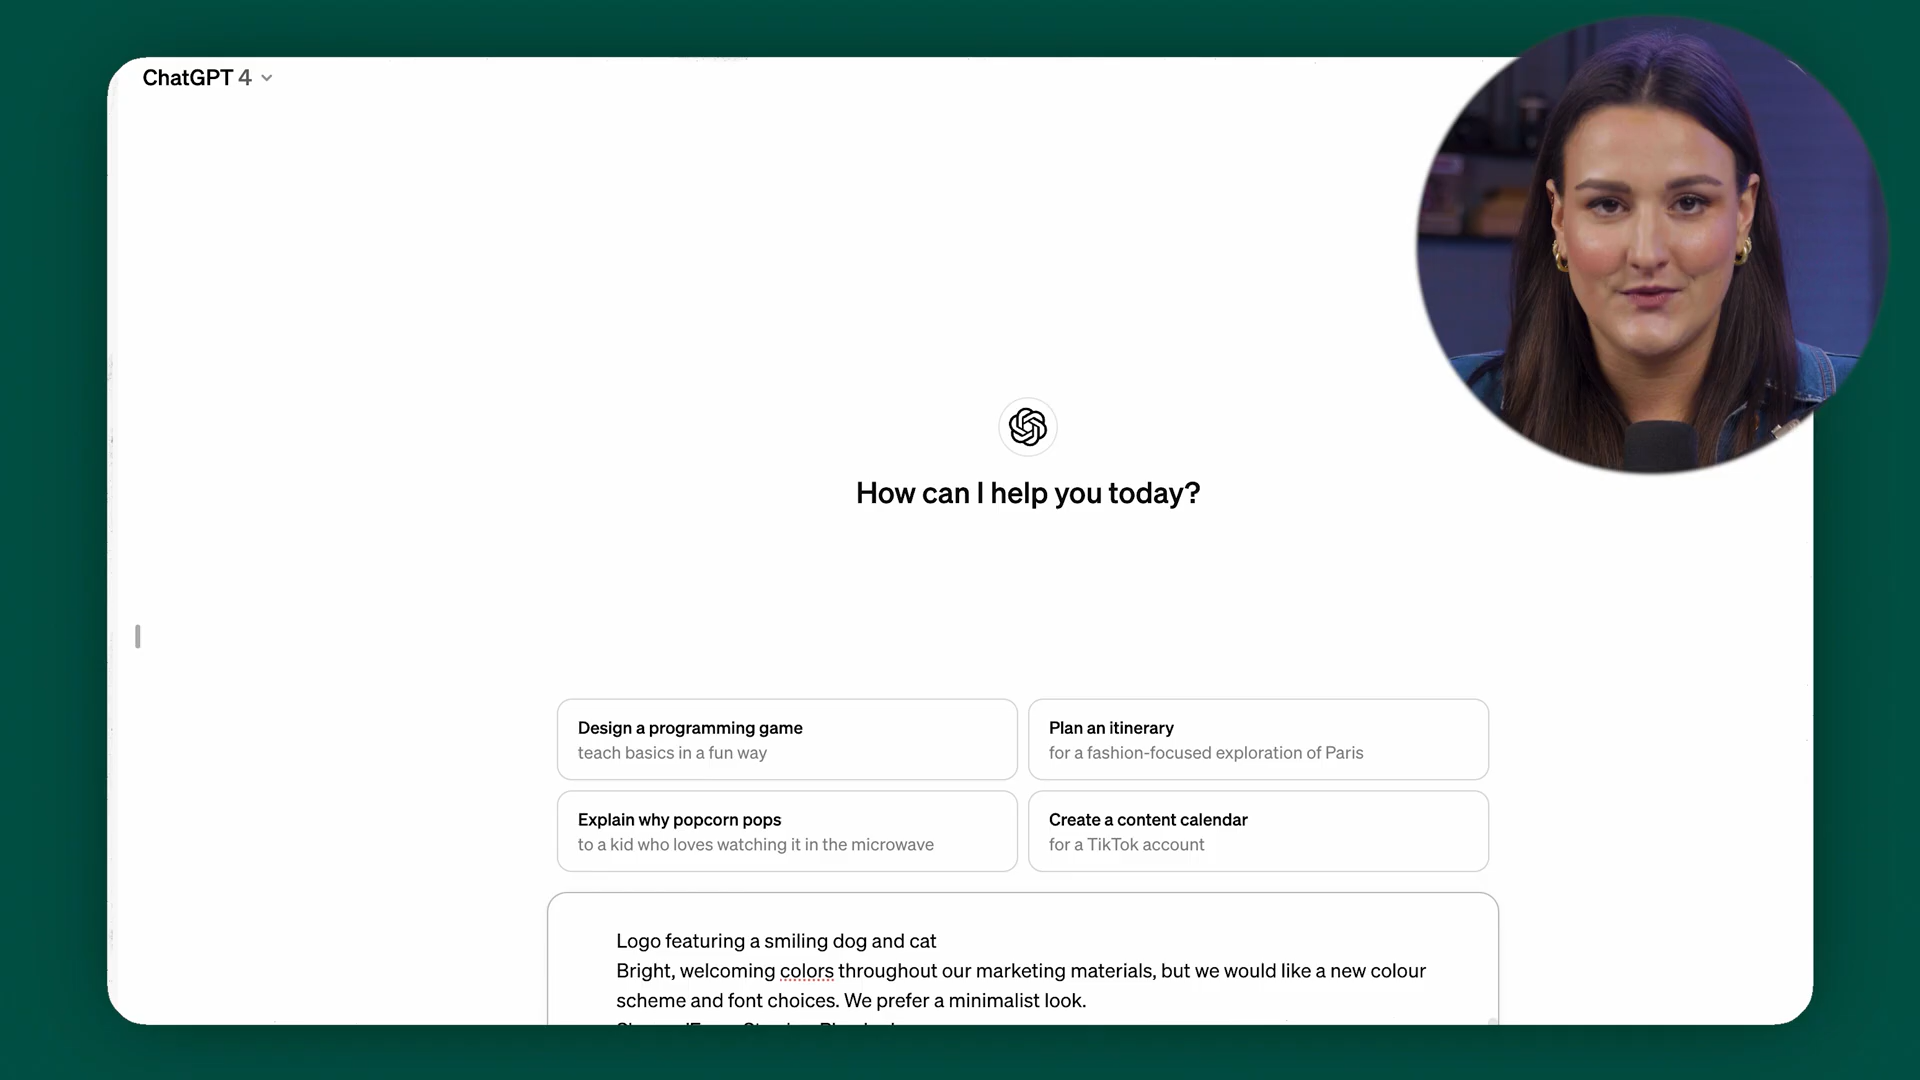 ChatGPT 4
How can I help you today?
Design a programming game
teach basics in a fun way
Plan an itinerary
for a fashion-focused exploration of Paris
Explain why popcorn pops
to a kid who loves watching it in the microwave
Create a content calendar
for a TikTok account
Logo featuring a smiling dog and cat
Bright, welcoming colors throughout our marketing materials, but we would like a new colour
scheme and font choices. We prefer a minimalist look.